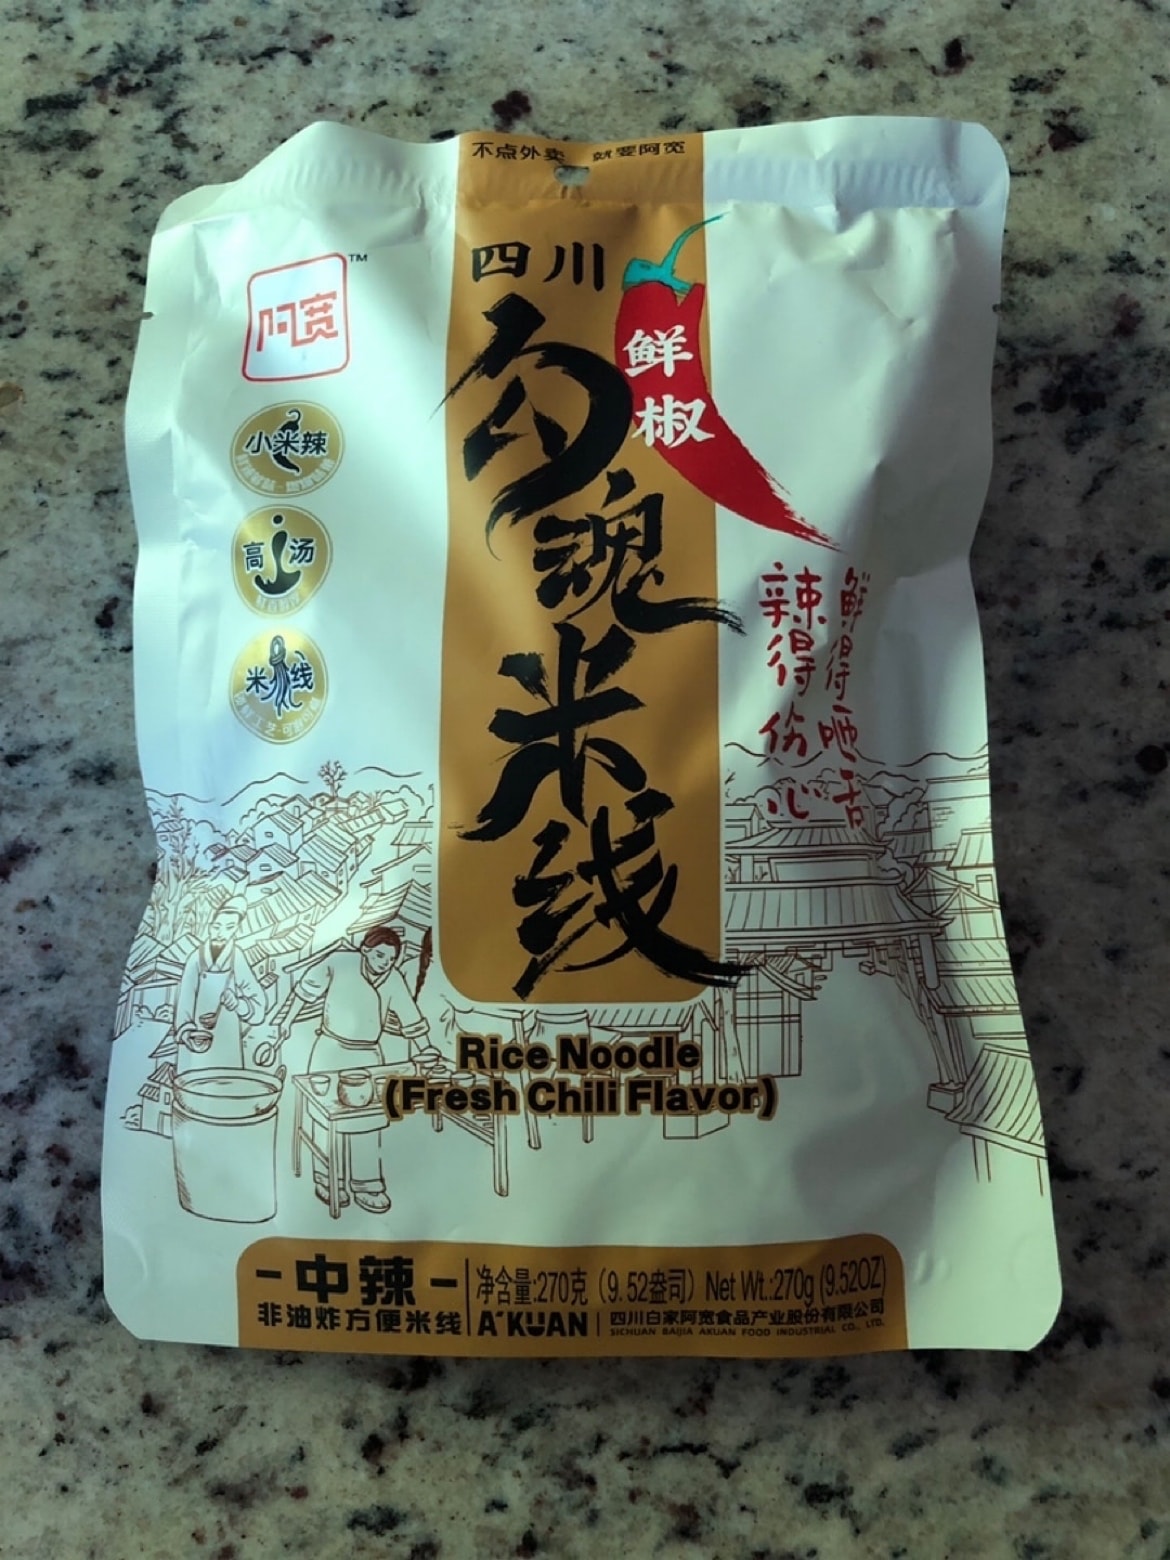 不点外卖 就要阿宽
阿宽™
四川
勾魂米线
鲜椒
小米辣
高汤
米线
鲜得咂舌
辣得伤心
Rice Noodle
(Fresh Chili Flavor)
中辣
非油炸方便米线
净含量:270克（9.52盎司）Net Wt.:270g (9.52OZ)
A'KUAN
四川白家阿宽食品产业股份有限公司
SICHUAN BAIJIA AKUAN FOOD INDUSTRIAL CO., LTD.